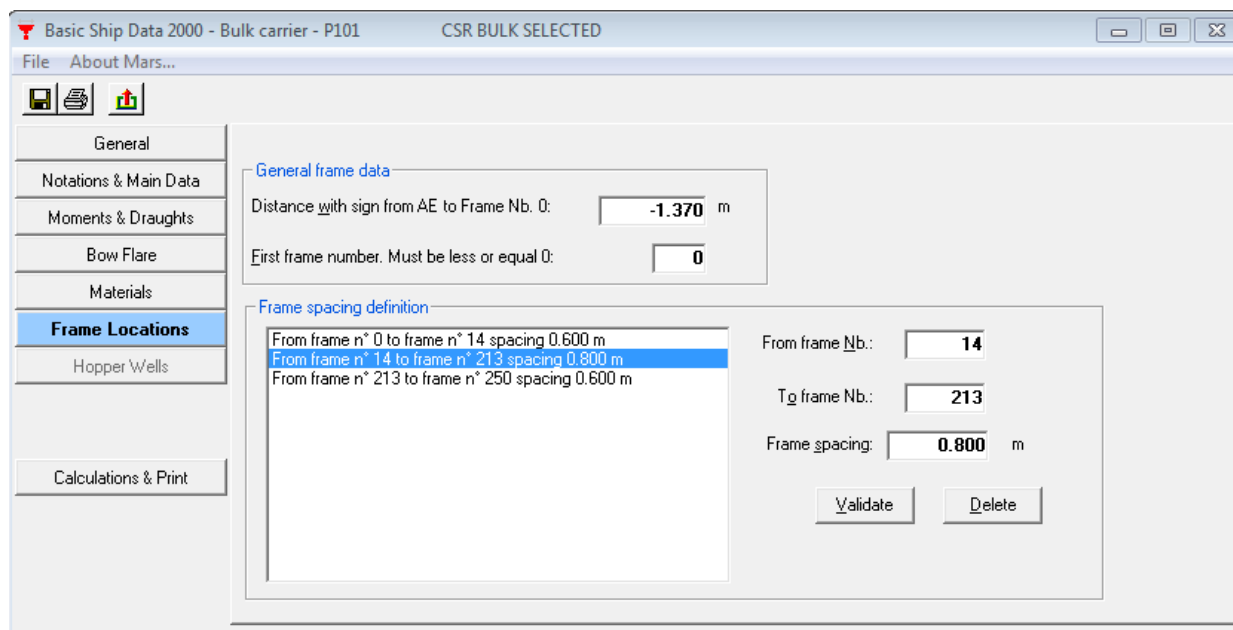 Basic Ship Data 2000 - Bulk carrier - P101 CSR BULK SELECTED
File About Mars...
General
Notations & Main Data
Moments & Draughts
Bow Flare
Materials
Frame Locations
Hopper Wells
Calculations & Print
General frame data
Distance with sign from AE to Frame Nb. 0: -1.370 m
First frame number. Must be less or equal 0: 0
Frame spacing definition
From frame n° 0 to frame n° 14 spacing 0.600 m
From frame n° 14 to frame n° 213 spacing 0.800 m
From frame n° 213 to frame n° 250 spacing 0.600 m
From frame Nb.: 14
To frame Nb.: 213
Frame spacing: 0.800 m
Validate Delete